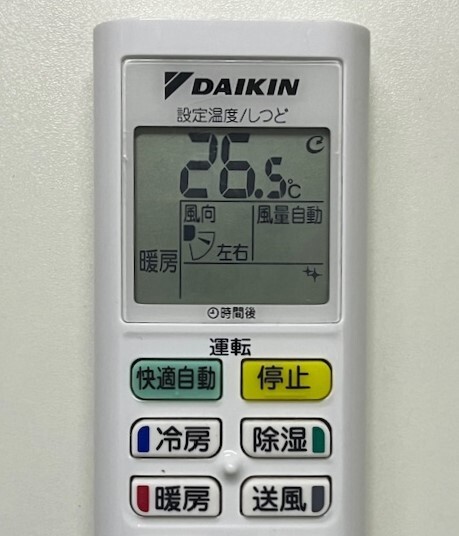 DAIKIN
設定温度/しつど
26.5℃
風向 風量自動
左右
暖房
時間後
運転
快適自動 停止
冷房 除湿
暖房 送風